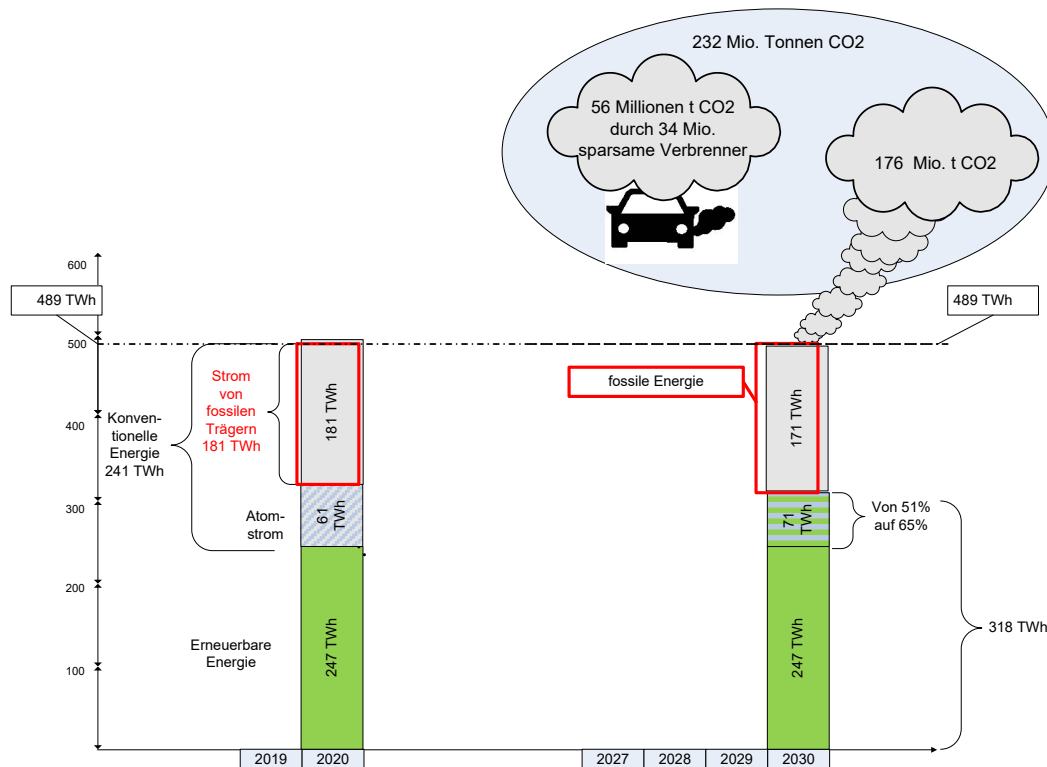 232 Mio. Tonnen CO2
56 Millionen t CO2
durch 34 Mio.
sparsame Verbrenner
176 Mio. t CO2
600
489 TWh
489 TWh
500
Strom
von
fossilen
Trägern
181 TWh
181 TWh
fossile Energie
171 TWh
400
Konven-
tionelle
Energie
241 TWh
300
Atom-
strom
61
TWh
71
TWh
Von 51%
auf 65%
200
Erneuerbare
Energie
247 TWh
247 TWh
318 TWh
100
2019
2020
2027
2028
2029
2030